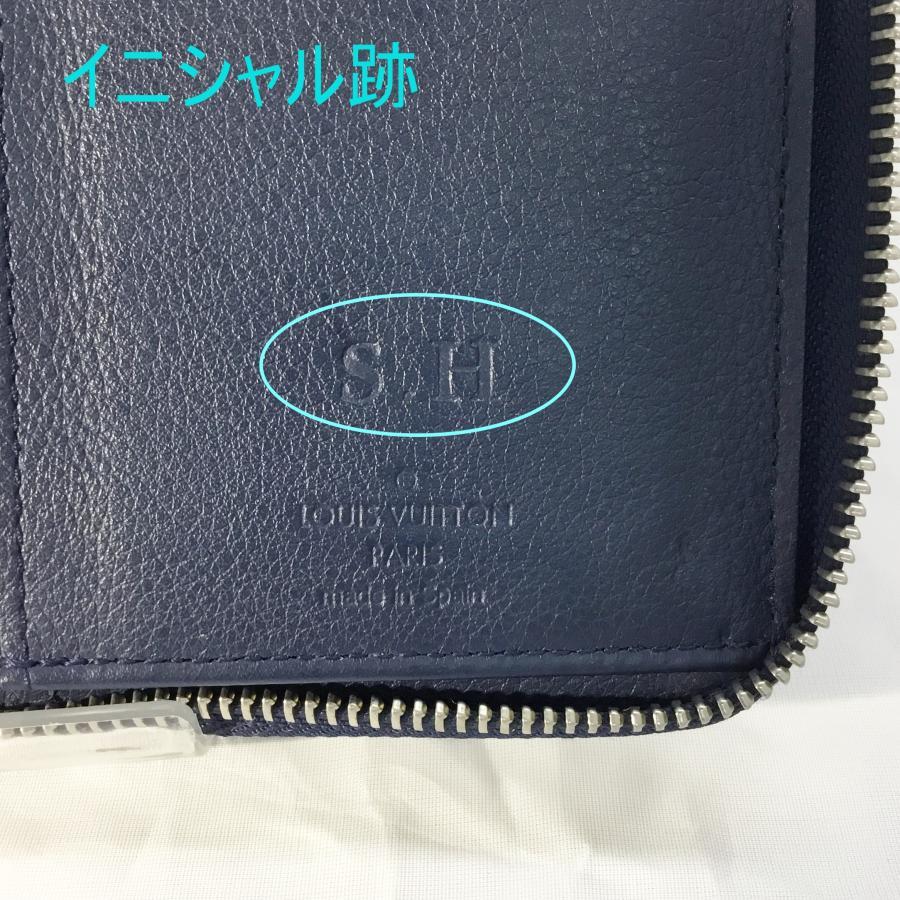 イニシャル跡
S.H
LOUIS VUITTON
PARIS
made in Spain